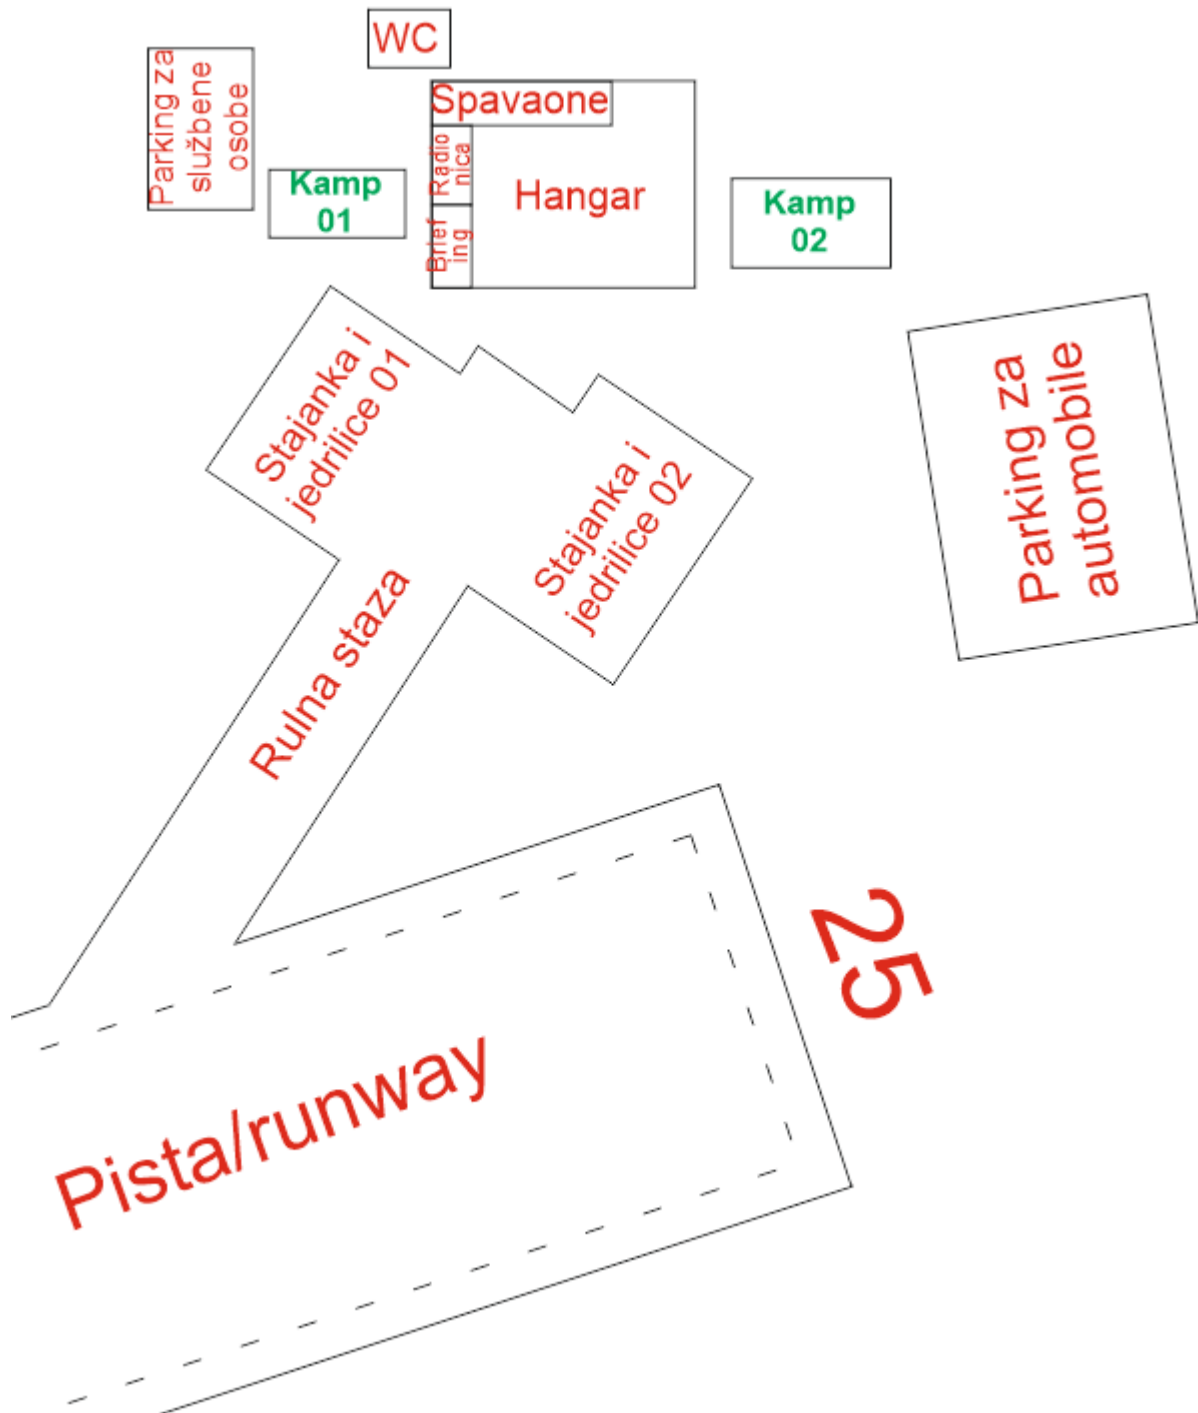 WC
Parking za
službene
osobe
Spavaone
Radio
nica
Hangar
Brief
ing
Kamp
01
Kamp
02
Stajanka i
jedrilice 01
Stajanka i
jedrilice 02
Parking za
automobile
Rulna staza
25
Pista/runway